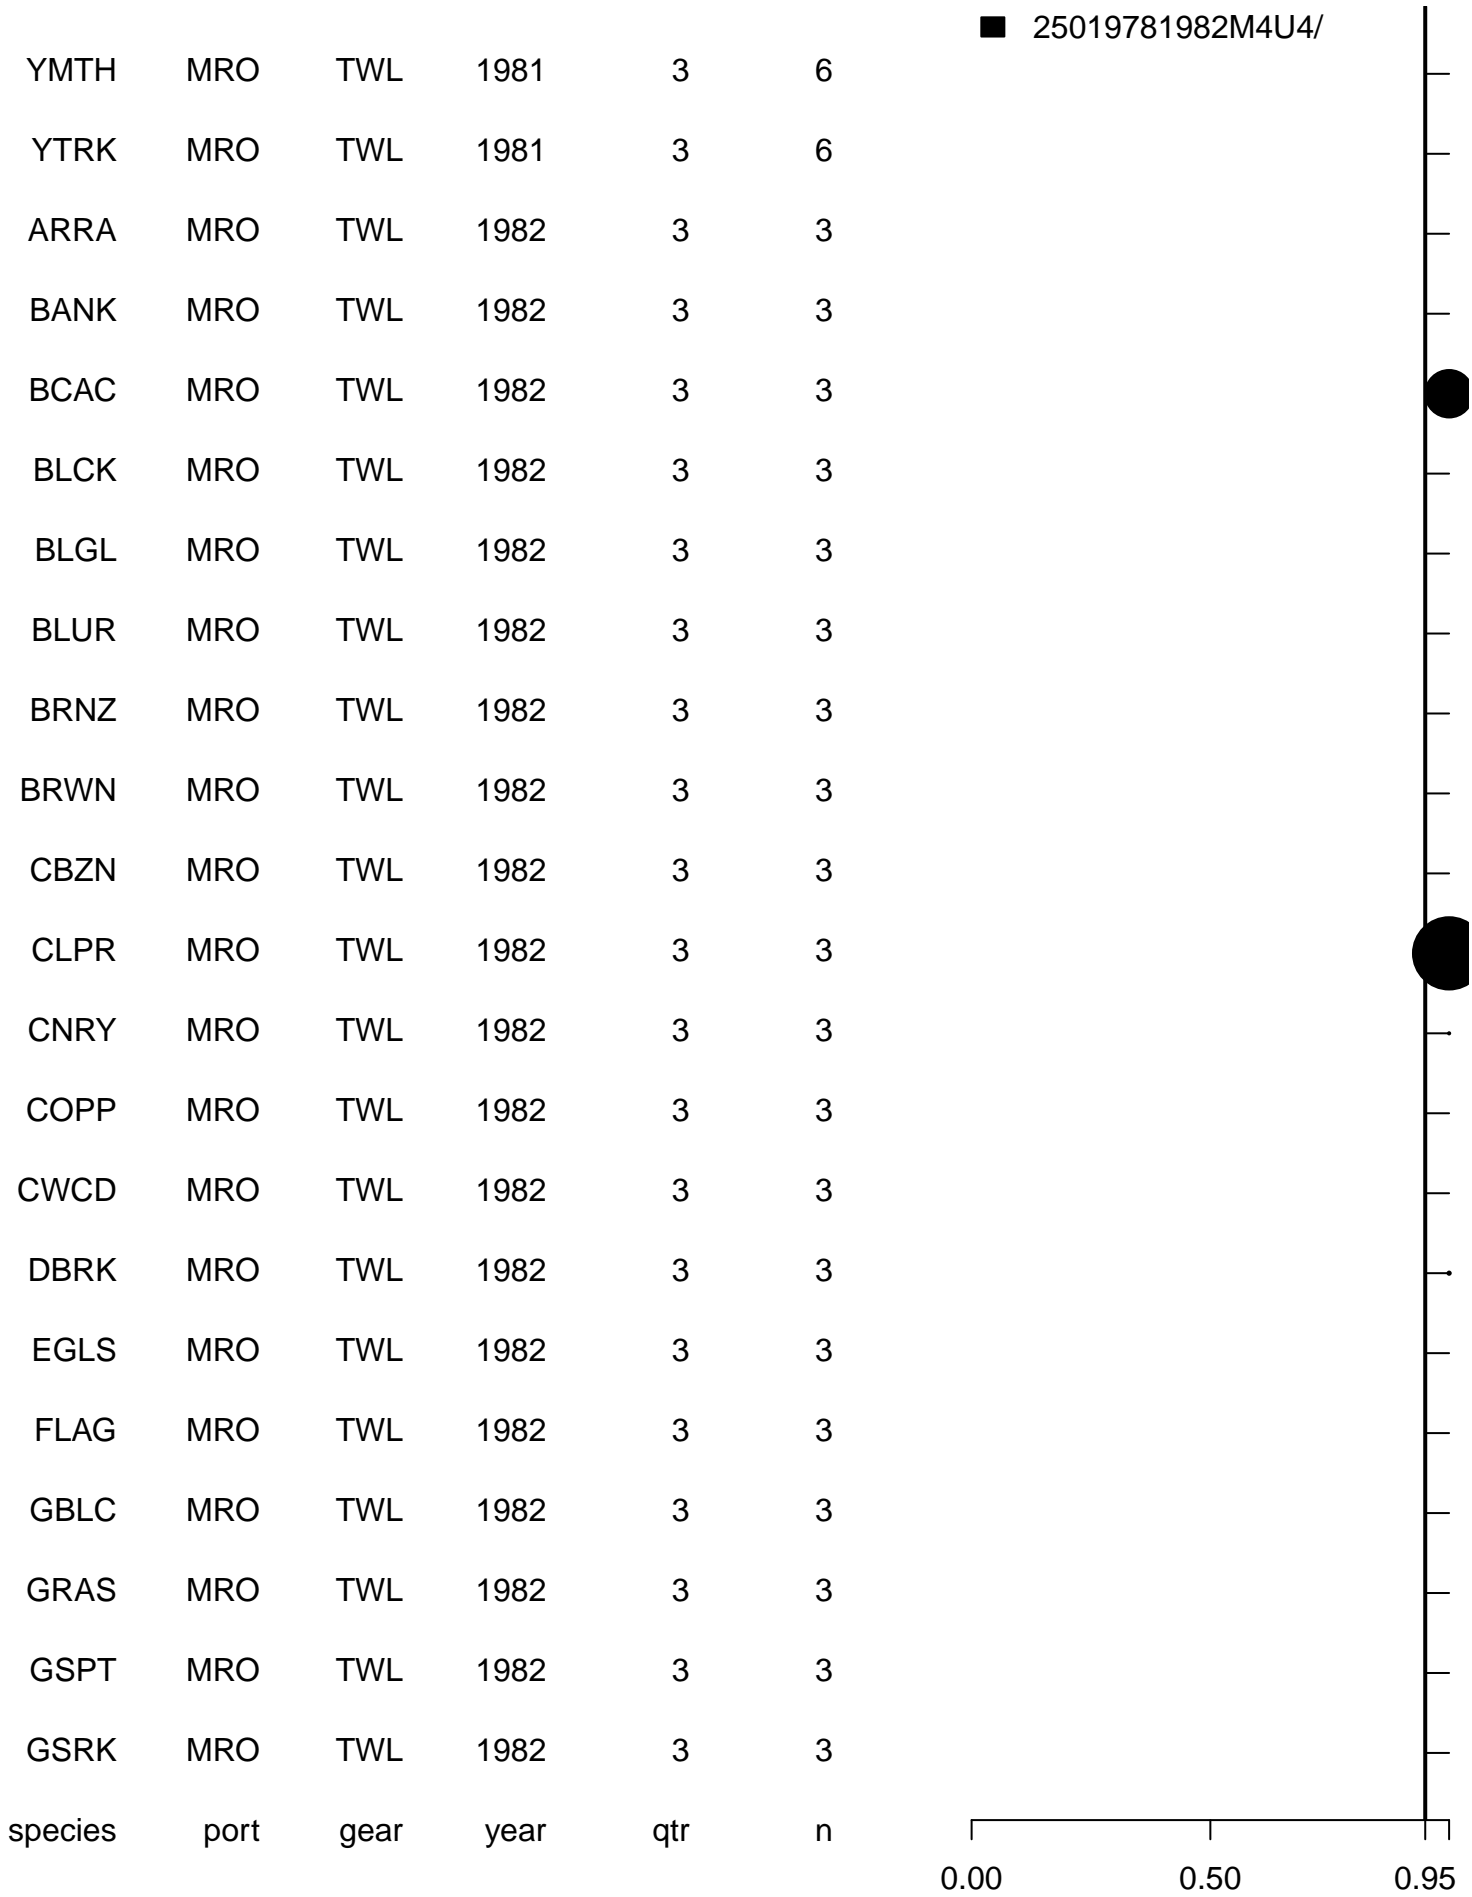 25019781982M4U4/
YMTH MRO TWL 1981 3 6
YTRK MRO TWL 1981 3 6
ARRA MRO TWL 1982 3 3
BANK MRO TWL 1982 3 3
BCAC MRO TWL 1982 3 3
BLCK MRO TWL 1982 3 3
BLGL MRO TWL 1982 3 3
BLUR MRO TWL 1982 3 3
BRNZ MRO TWL 1982 3 3
BRWN MRO TWL 1982 3 3
CBZN MRO TWL 1982 3 3
CLPR MRO TWL 1982 3 3
CNRY MRO TWL 1982 3 3
COPP MRO TWL 1982 3 3
CWCD MRO TWL 1982 3 3
DBRK MRO TWL 1982 3 3
EGLS MRO TWL 1982 3 3
FLAG MRO TWL 1982 3 3
GBLC MRO TWL 1982 3 3
GRAS MRO TWL 1982 3 3
GSPT MRO TWL 1982 3 3
GSRK MRO TWL 1982 3 3
species port gear year qtr n
0.00 0.50 0.95